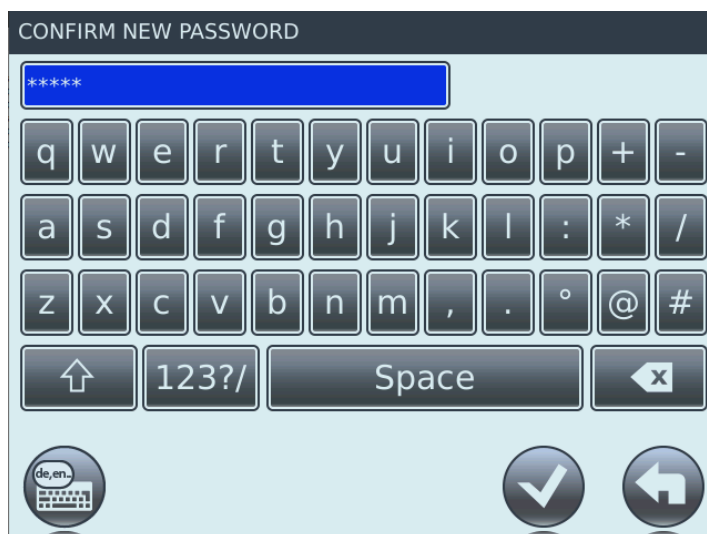 CONFIRM NEW PASSWORD
*****
q w e r t y u i o p + -
a s d f g h j k l : * /
z x c v b n m , . ° @ #
123?/ Space x
de,en..